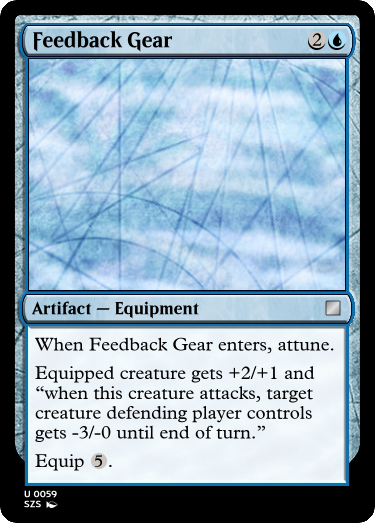 Feedback Gear 2
Artifact — Equipment
When Feedback Gear enters, attune.
Equipped creature gets +2/+1 and
“when this creature attacks, target
creature defending player controls
gets -3/-0 until end of turn.”
Equip 5.
U 0059
SZS